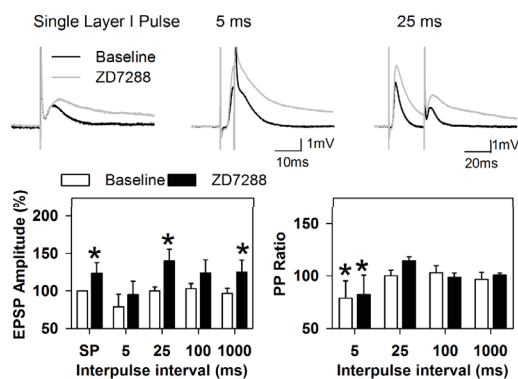 Single Layer I Pulse
5 ms
25 ms
Baseline
ZD7288
1mV
10ms
1mV
20ms
Baseline
ZD7288
EPSP Amplitude (%)
200
150
100
50
*
*
*
SP
5
25
100
1000
Interpulse interval (ms)
PP Ratio
150
100
50
*
*
5
25
100
1000
Interpulse interval (ms)